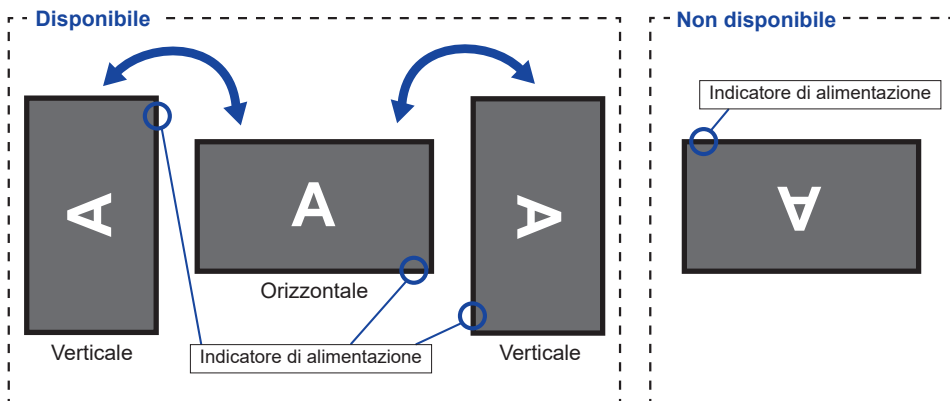 Disponibile
Non disponibile
Indicatore di alimentazione
A
A
A
A
Orizzontale
Verticale
Indicatore di alimentazione
Verticale